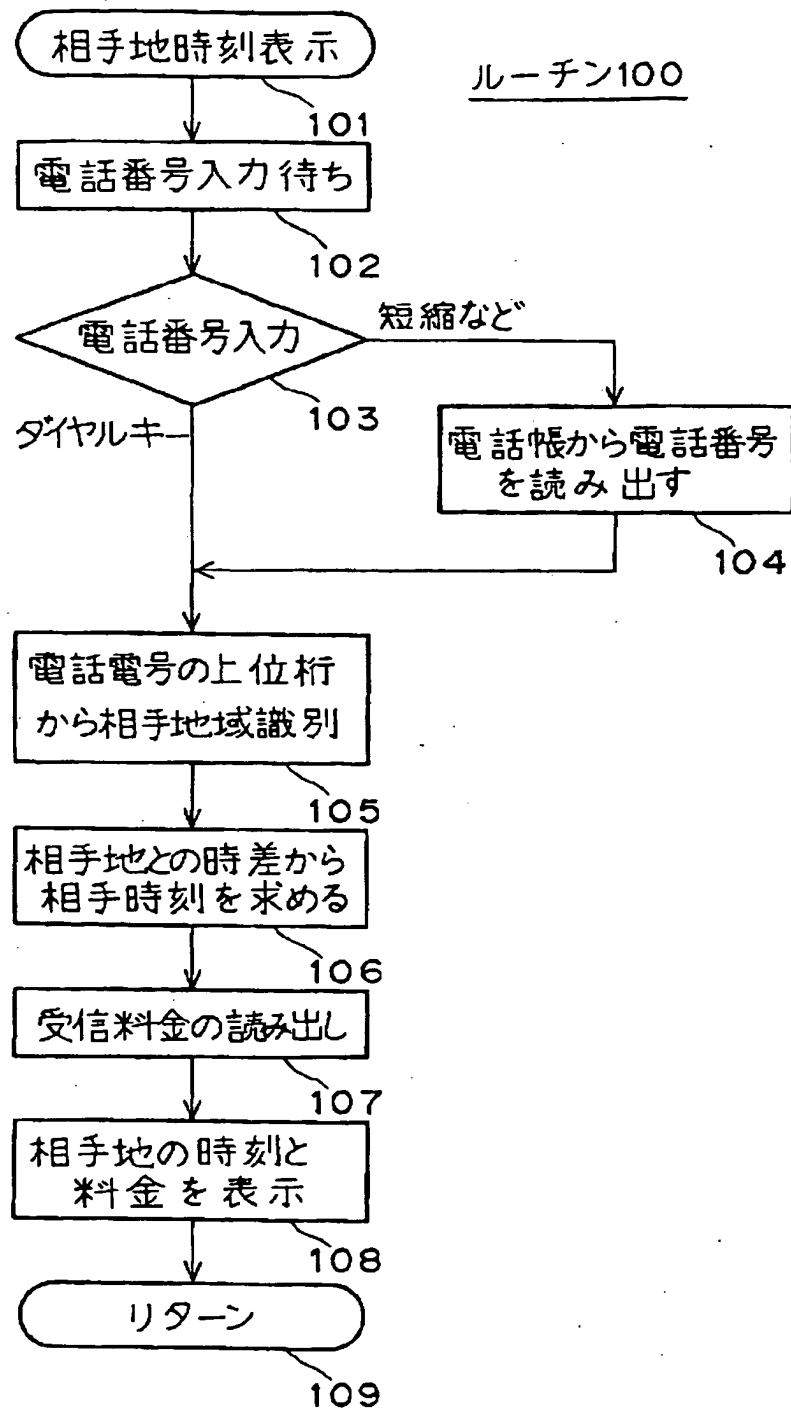 相手地時刻表示
ルーチン100
101
電話番号入力待ち
102
電話番号入力
短縮など
103
ダイヤルキー
電話帳から電話番号
を読み出す
104
電話電号の上位桁
から相手地域識別
105
相手地との時差から
相手時刻を求める
106
受信料金の読み出し
107
相手地の時刻と
料金を表示
108
リターン
109